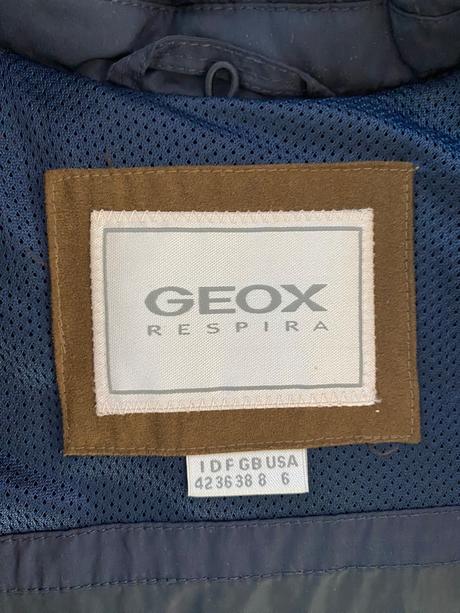 GEOX
RESPIRA
I D F GB USA
42 36 38 8 6